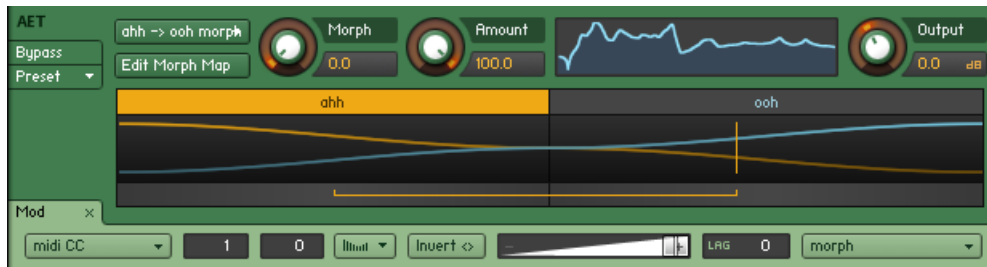 AET
ahh -> ooh morph
Morph
Amount
Output
Bypass
Edit Morph Map
0.0
100.0
0.0 dB
Preset
ahh
ooh
Mod ×
midi CC
1
0
Invert <>
LAG 0
morph